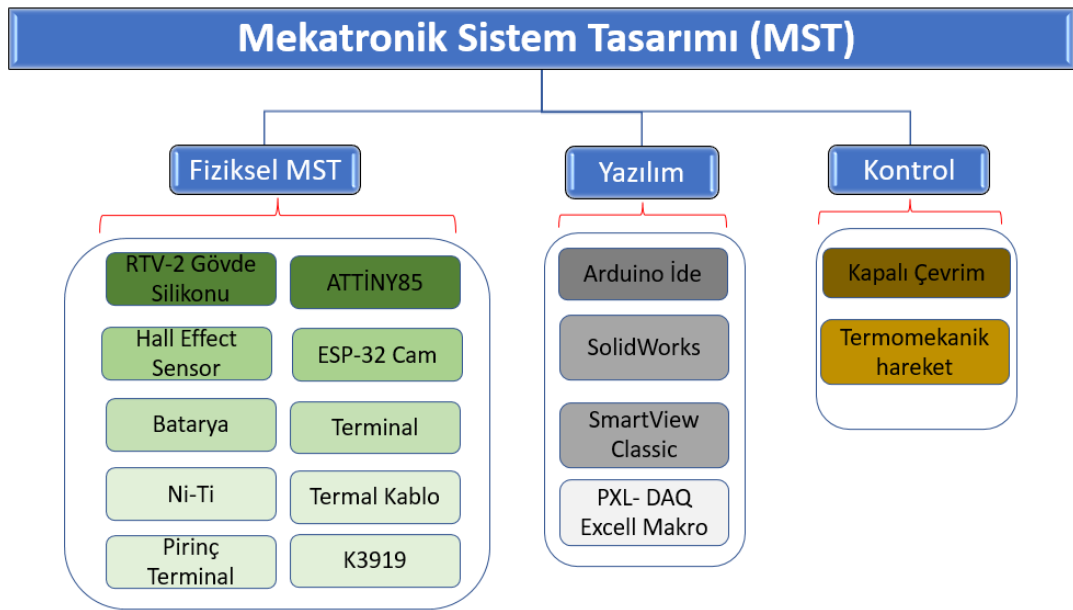 Mekatronik Sistem Tasarımı (MST)
Fiziksel MST
RTV-2 Gövde
Silikonu
ATTİNY85
Hall Effect
Sensor
ESP-32 Cam
Batarya
Terminal
Ni-Ti
Termal Kablo
Pirinç
Terminal
K3919
Yazılım
Arduino İde
SolidWorks
SmartView
Classic
PXL- DAQ
Excell Makro
Kontrol
Kapalı Çevrim
Termomekanik
hareket